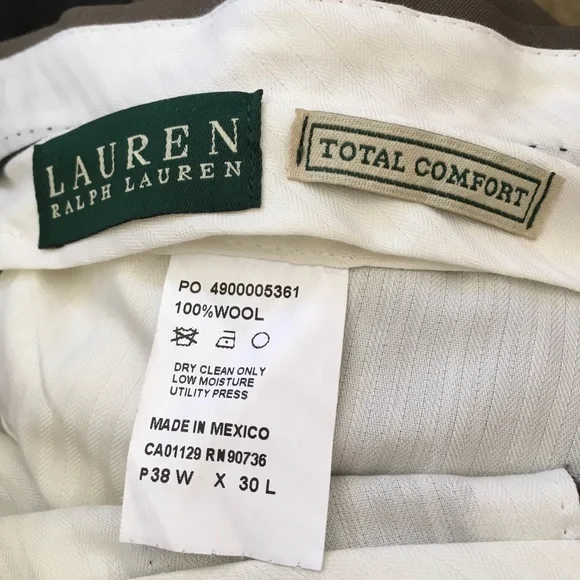 LAUREN
RALPH LAUREN
TOTAL COMFORT
PO 4900005361
100%WOOL
DRY CLEAN ONLY
LOW MOISTURE
UTILITY PRESS
MADE IN MEXICO
CA01129 RN90736
P38 W X 30 L